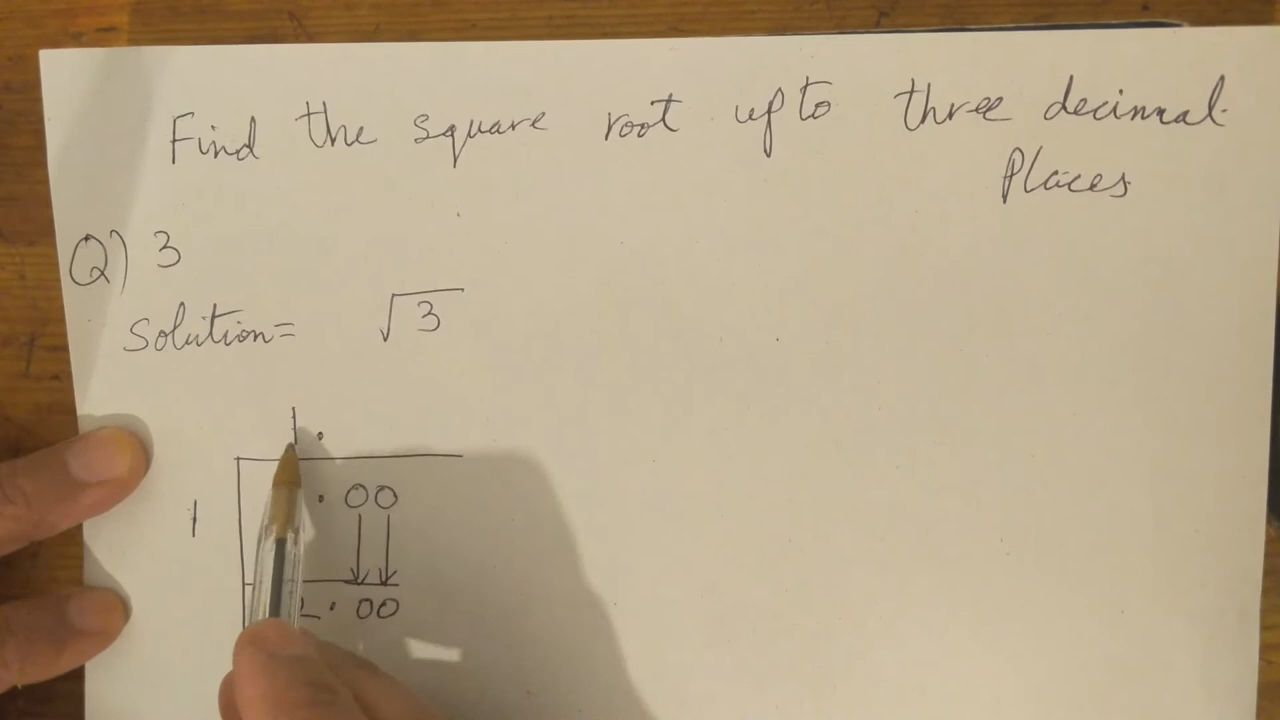 Find the square root upto three decimal
Places
Q) 3
Solution= √3
1.
1 . 00
2.00